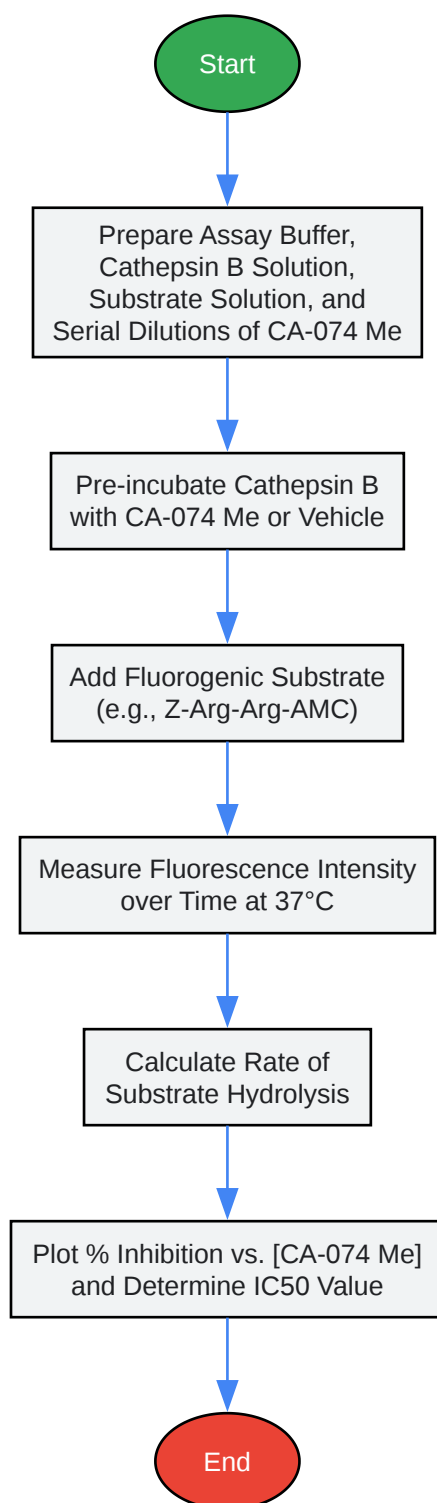 Start
Prepare Assay Buffer,
Cathepsin B Solution,
Substrate Solution, and
Serial Dilutions of CA-074 Me
Pre-incubate Cathepsin B
with CA-074 Me or Vehicle
Add Fluorogenic Substrate
(e.g., Z-Arg-Arg-AMC)
Measure Fluorescence Intensity
over Time at 37°C
Calculate Rate of
Substrate Hydrolysis
Plot % Inhibition vs. [CA-074 Me]
and Determine IC50 Value
End